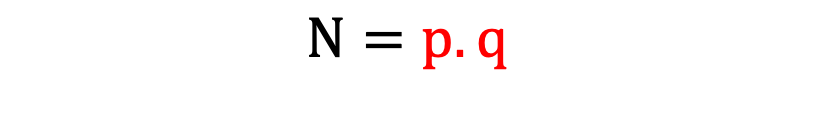 N = p. q